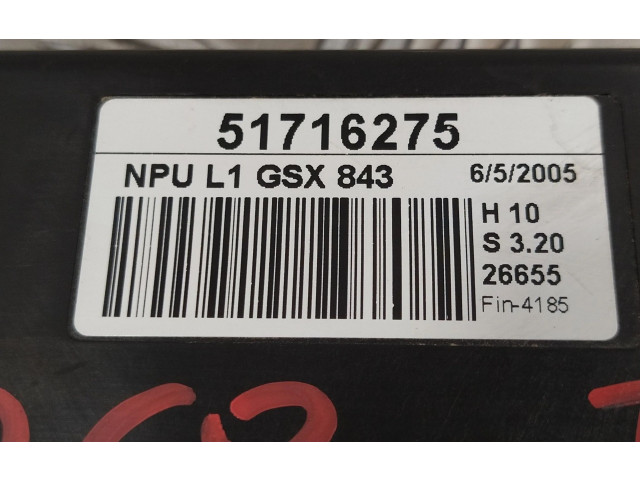 51716275
NPU L1 GSX 843 6/5/2005
H 10
S 3.20
26655
Fin-4185